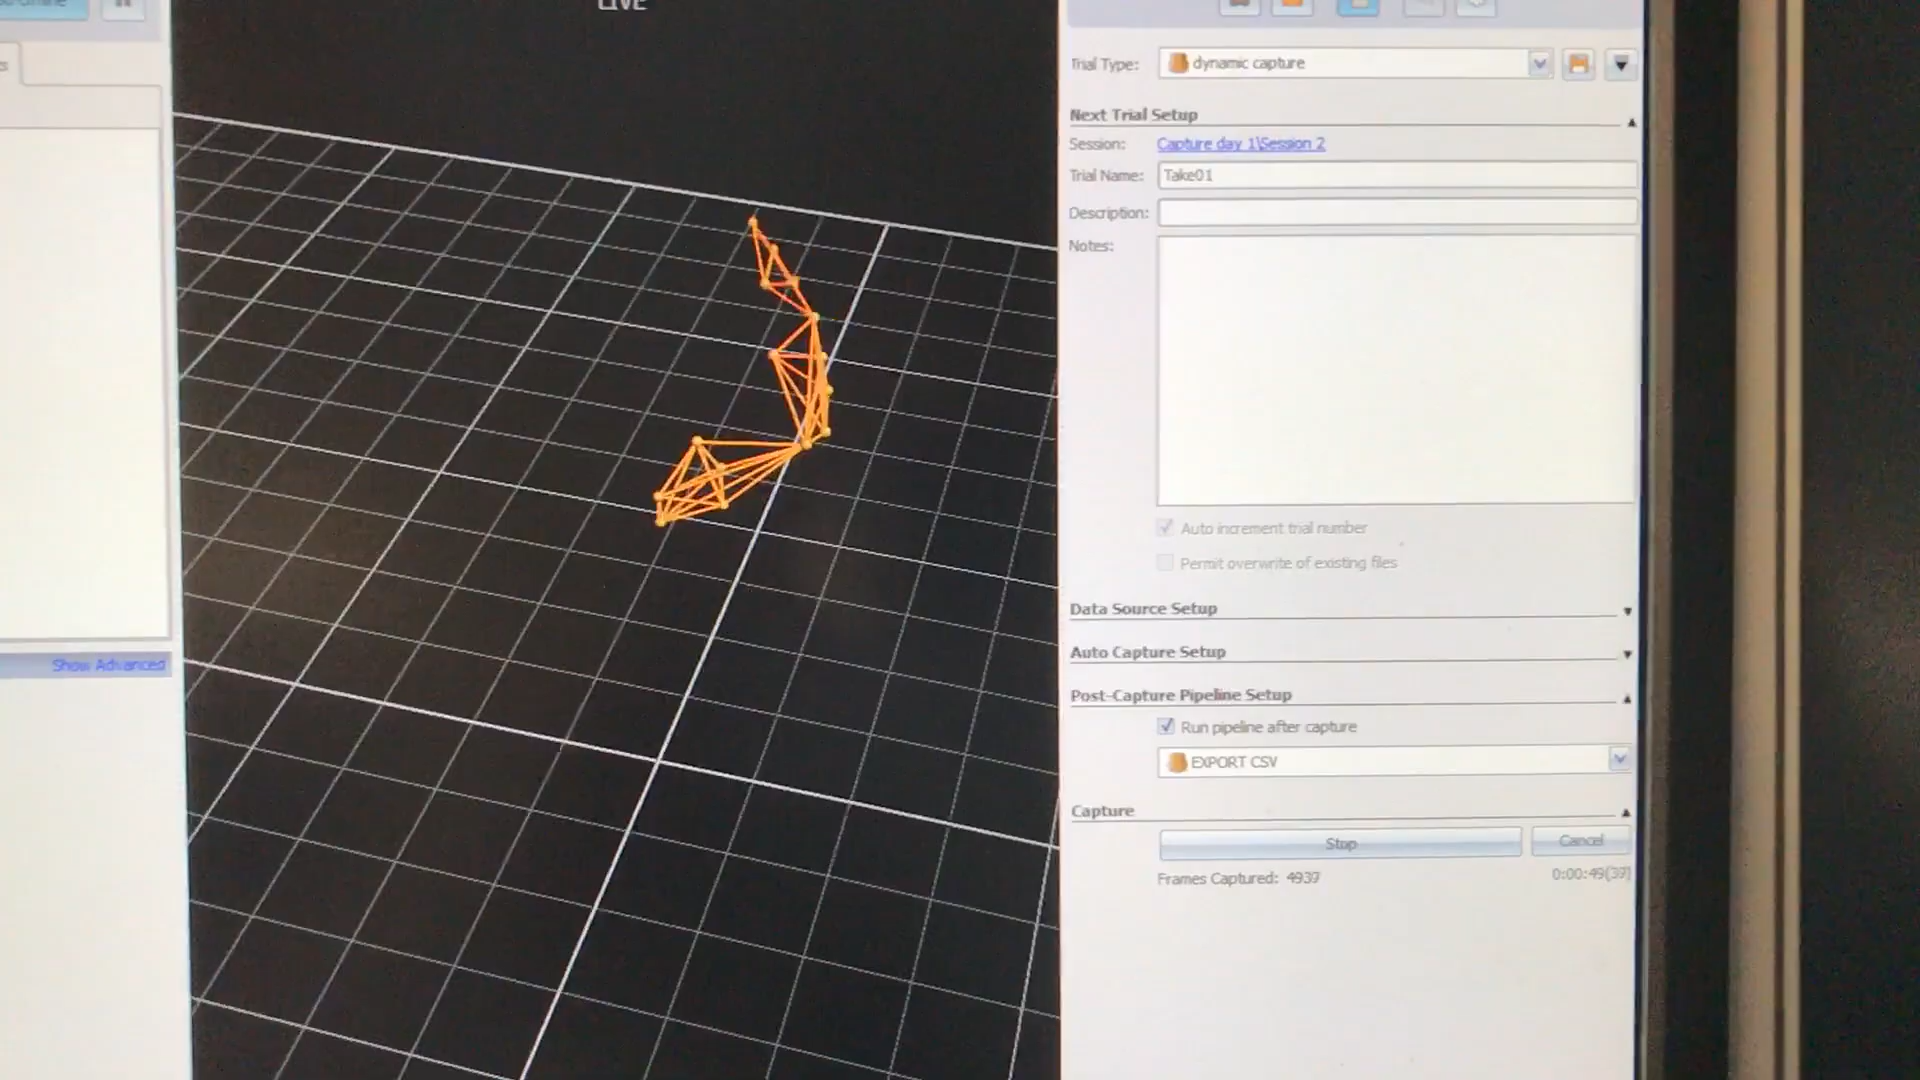 LIVE
Trial Type: dynamic capture
Next Trial Setup
Session: Capture day 1\Session 2
Trial Name: Take01
Description:
Notes:
Auto increment trial number
Permit overwrite of existing files
Data Source Setup
Auto Capture Setup
Show Advanced
Post-Capture Pipeline Setup
Run pipeline after capture
EXPORT CSV
Capture
Stop Cancel
Frames Captured: 4939 0:00:49(39)